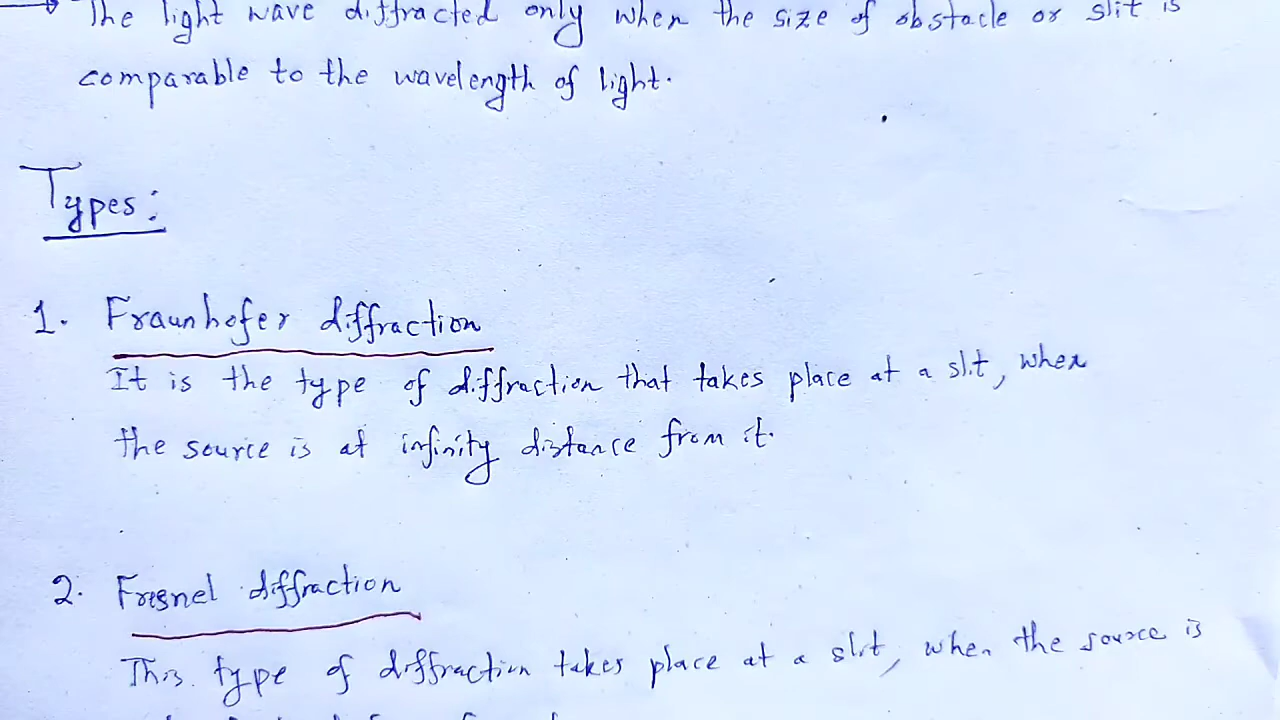 The light wave diffracted only when the size of obstacle or slit is
comparable to the wavelength of light.
Types:
1. Fraunhofer diffraction
It is the type of diffraction that takes place at a slit, when
the source is at infinity distance from it.
2. Fresnel diffraction
This type of diffraction takes place at a slit, when the source is